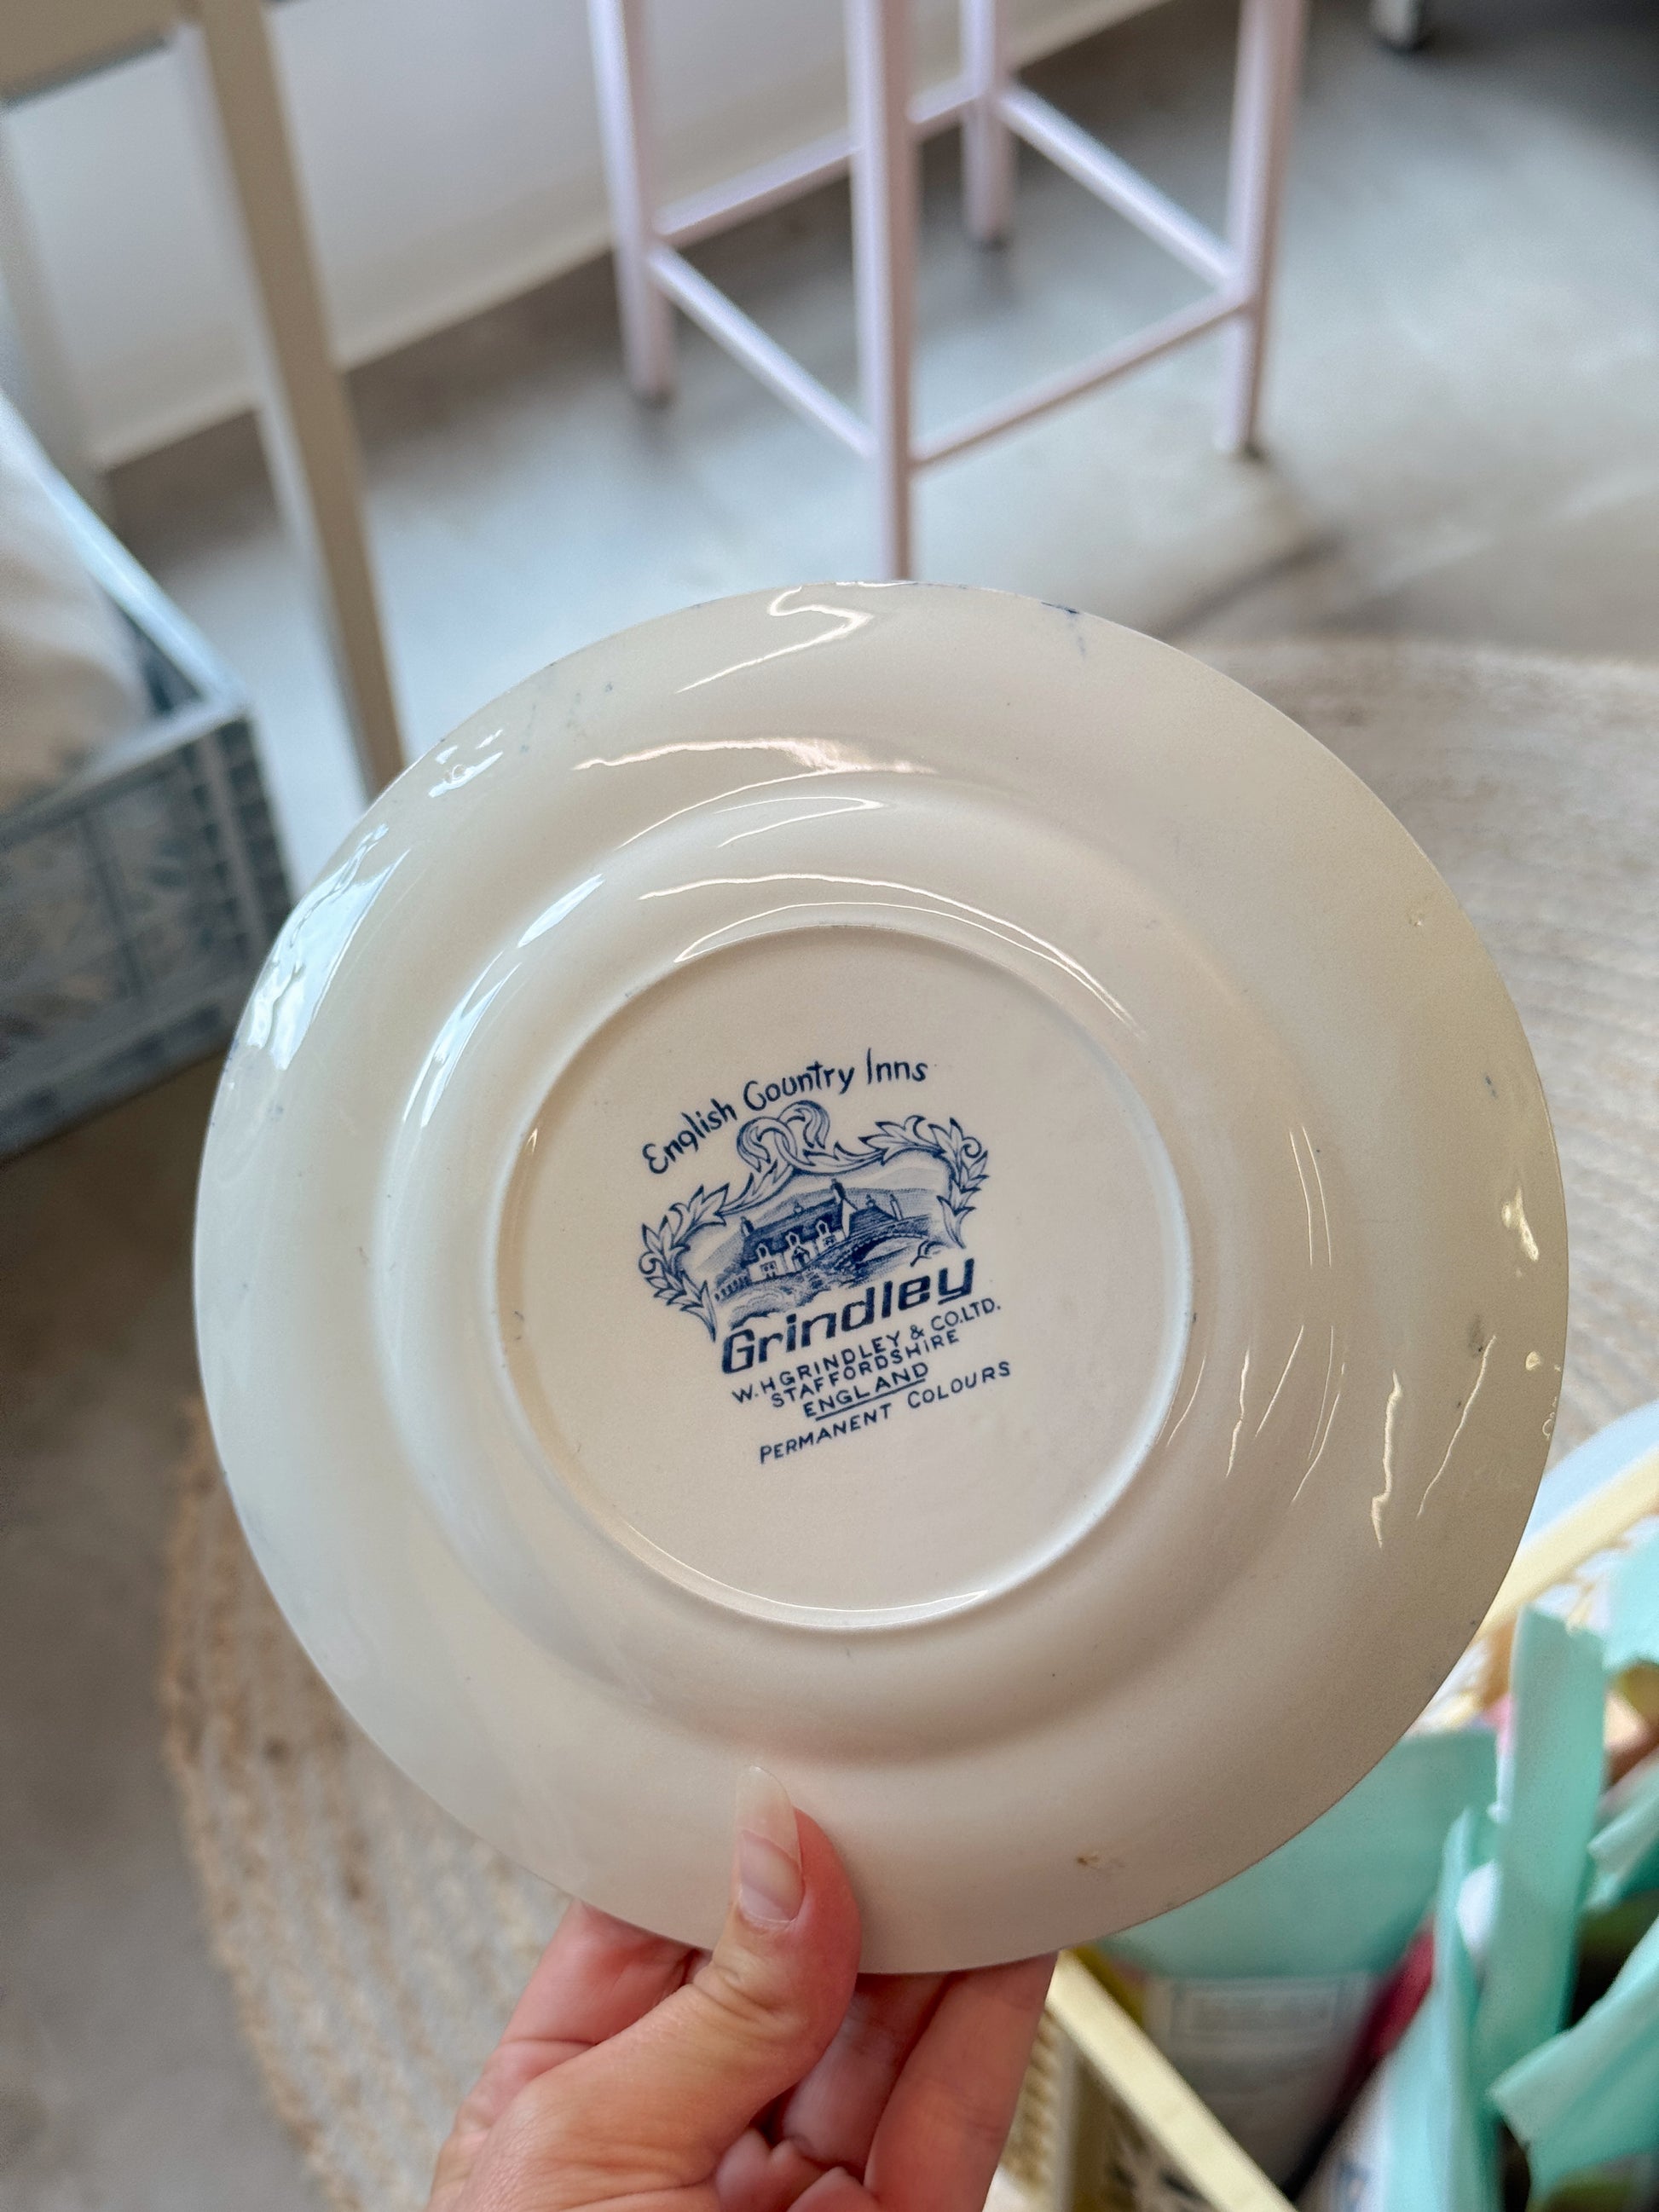 English Country Inns
Grindley
W.H GRINDLEY & CO.LTD.
STAFFORDSHIRE
ENGLAND
PERMANENT COLOURS